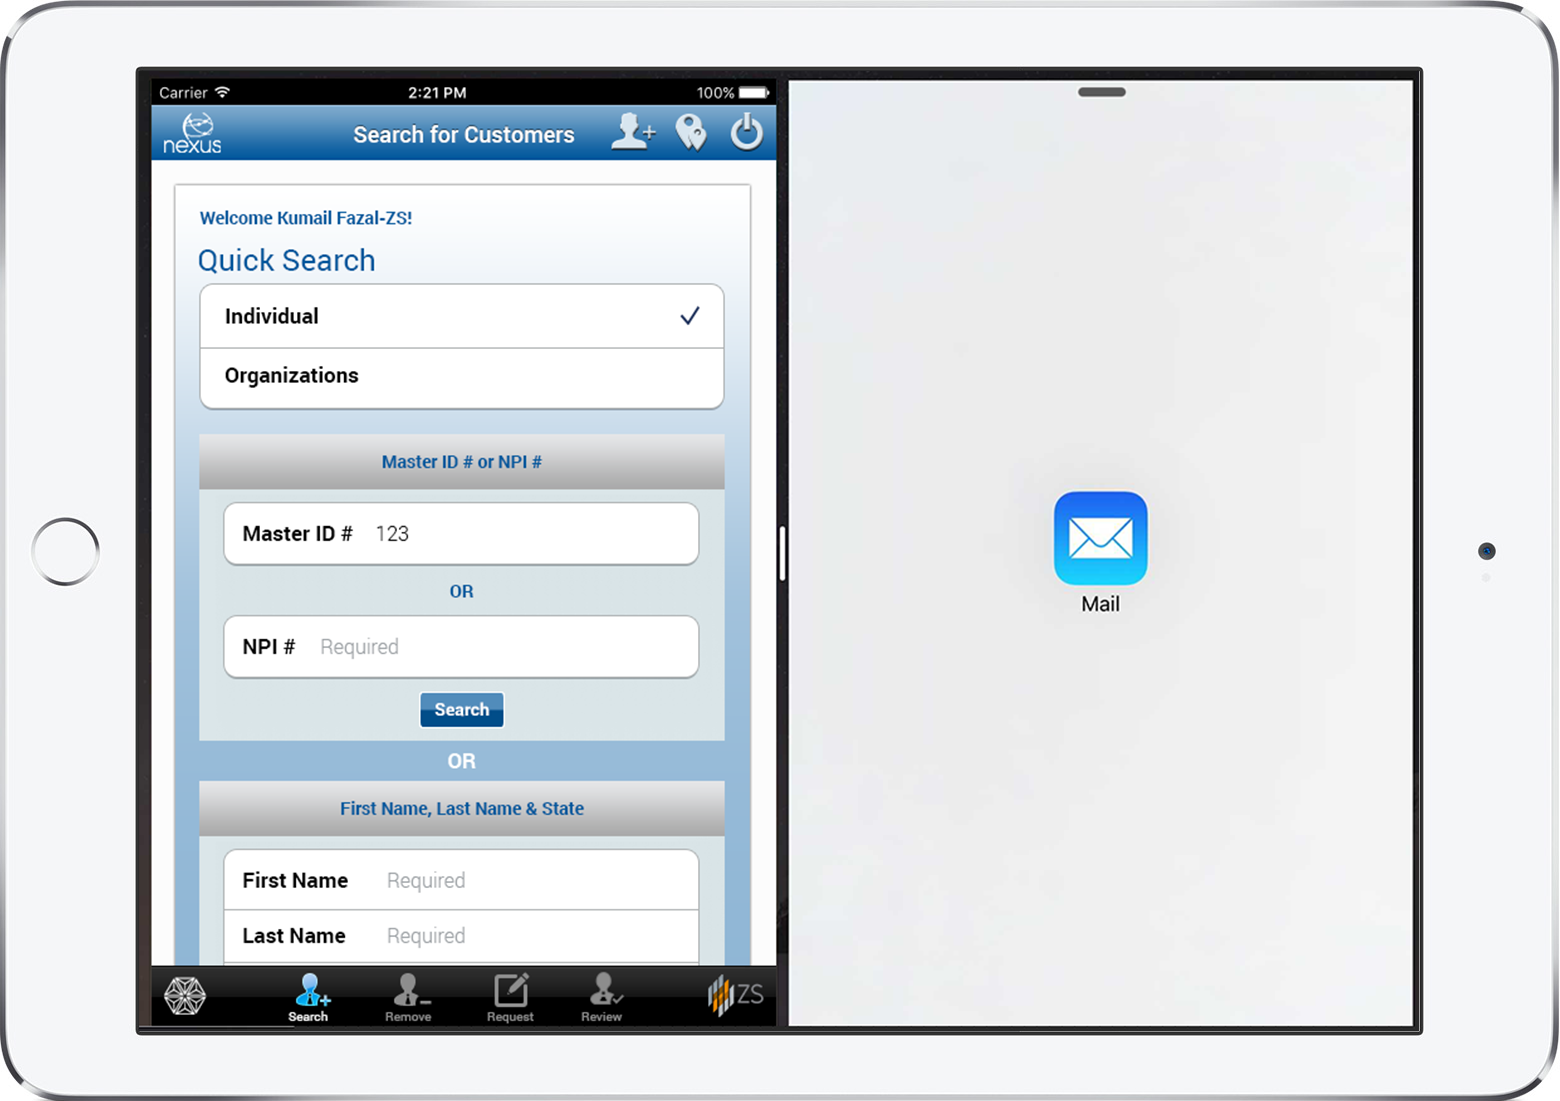 Carrier 2:21 PM 100%
nexus Search for Customers
Welcome Kumail Fazal-ZS!
Quick Search
Individual
Organizations
Master ID # or NPI #
Master ID # 123
OR
NPI # Required
Search
OR
First Name, Last Name & State
First Name Required
Last Name Required
Search Remove Request Review ZS
Mail